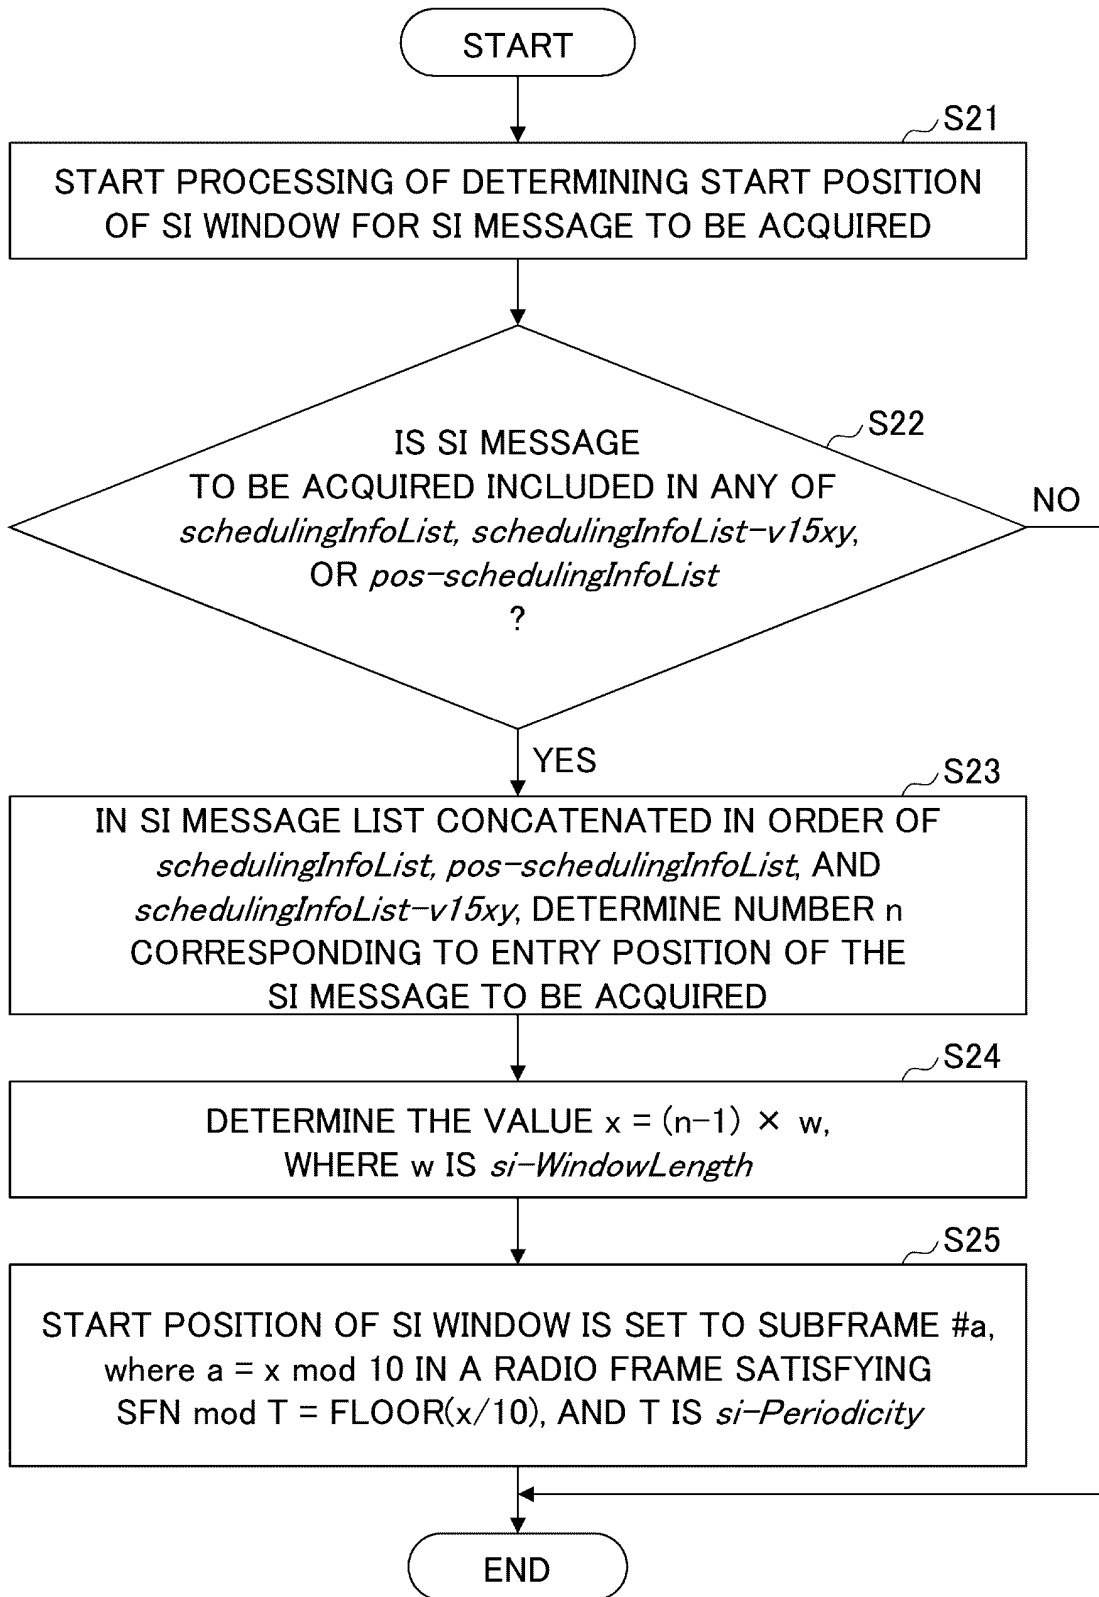 START
S21
START PROCESSING OF DETERMINING START POSITION
OF SI WINDOW FOR SI MESSAGE TO BE ACQUIRED
S22
IS SI MESSAGE
TO BE ACQUIRED INCLUDED IN ANY OF
schedulingInfoList, schedulingInfoList-v15xy,
OR pos-schedulingInfoList
?
NO
YES
S23
IN SI MESSAGE LIST CONCATENATED IN ORDER OF
schedulingInfoList, pos-schedulingInfoList, AND
schedulingInfoList-v15xy, DETERMINE NUMBER n
CORRESPONDING TO ENTRY POSITION OF THE
SI MESSAGE TO BE ACQUIRED
S24
DETERMINE THE VALUE x = (n-1) × w,
WHERE w IS si-WindowLength
S25
START POSITION OF SI WINDOW IS SET TO SUBFRAME #a,
where a = x mod 10 IN A RADIO FRAME SATISFYING
SFN mod T = FLOOR(x/10), AND T IS si-Periodicity
END